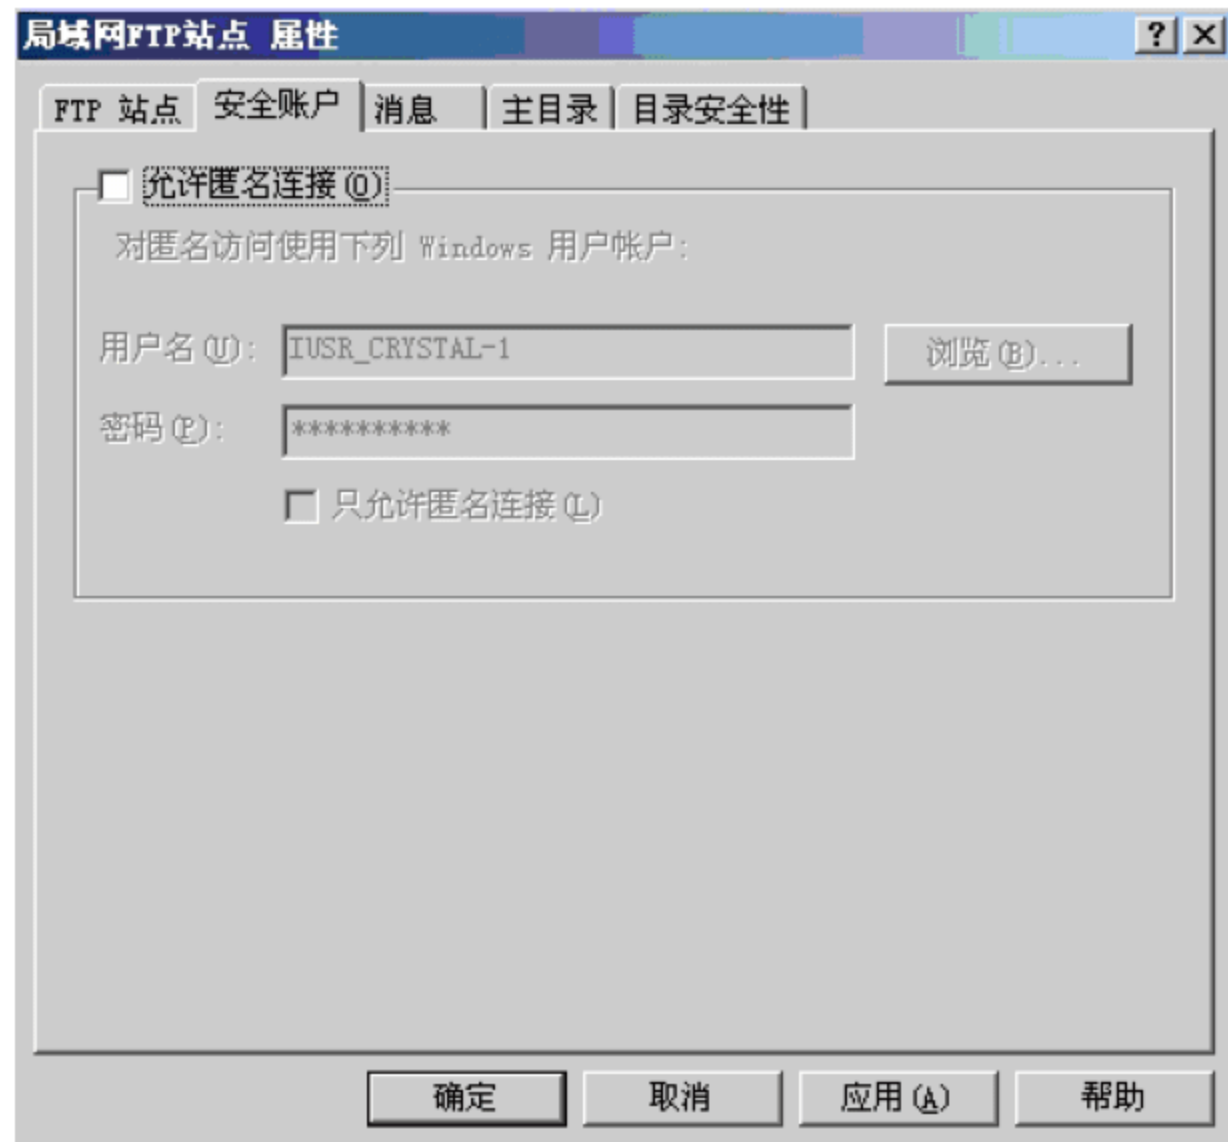 局域网FTP站点 属性
FTP 站点 安全账户 消息 主目录 目录安全性
允许匿名连接(O)
对匿名访问使用下列 Windows 用户帐户:
用户名(U): IUSR_CRYSTAL-1 浏览(B)...
密码(P): **********
只允许匿名连接(L)
确定 取消 应用(A) 帮助